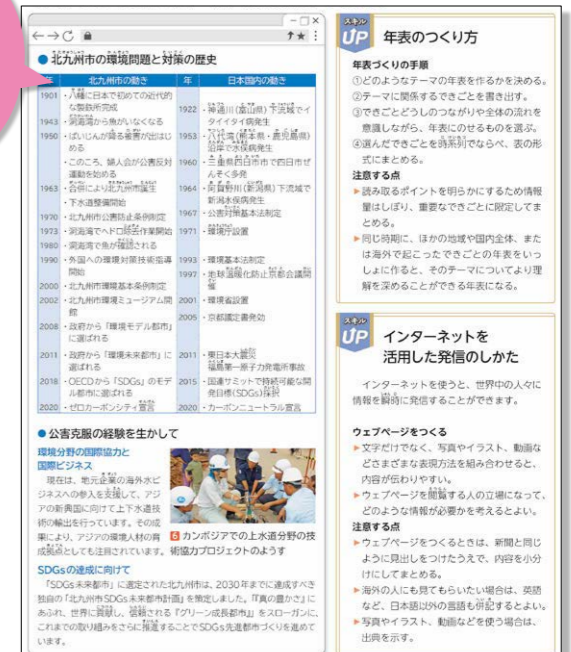 北九州市の環境問題と対策の歴史
年 北九州市の動き 年 日本国内の動き
1901 ・八幡に日本で初めての近代的
な製鉄所完成
1943 ・洞海湾から魚がいなくなる
1950 ・ばいじんが降る被害が出はじ
める
・このころ、婦人会が公害反対
運動を始める
1963 ・合併により北九州市誕生
・下水道整備開始
1970 ・北九州市公害防止条例制定
1973 ・洞海湾でヘドロ除去作業開始
1980 ・洞海湾で魚が確認される
1990 ・外国への環境対策技術指導
開始
2000 ・北九州市環境基本条例制定
2002 ・北九州市環境ミュージアム開
館
2008 ・政府から「環境モデル都市」
に選ばれる
2011 ・政府から「環境未来都市」に
選ばれる
2018 ・OECDから「SDGs」のモデ
ル都市に選ばれる
2020 ・ゼロカーボンシティ宣言
1922 ・神通川(富山県)下流域でイ
タイイタイ病発生
1953 ・八代湾(熊本県・鹿児島県)
沿岸で水俣病発生
1960 ・三重県四日市市で四日市ぜ
んそく多発
1964 ・阿賀野川(新潟県)下流域で
新潟水俣病発生
1967 ・公害対策基本法制定
1971 ・環境庁設置
1993 ・環境基本法制定
1997 ・地球温暖化防止京都会議開
催
2001 ・環境省設置
2005 ・京都議定書発効
2011 ・東日本大震災
福島第一原子力発電所事故
2015 ・国連サミットで持続可能な開
発目標(SDGs)採択
2020 ・カーボンニュートラル宣言
公害克服の経験を生かして
環境分野の国際協力と
国際ビジネス
現在は、地元企業の海外水ビ
ジネスへの参入を支援して、アジ
アの新興国に向けて上下水道技
術の輸出を行っています。その成
果により、アジアの環境人材の育
成拠点としても注目されています。
6 カンボジアでの上水道分野の技
術協力プロジェクトのようす
SDGsの達成に向けて
「SDGs未来都市」に選定された北九州市は、2030年までに達成すべき
独自の「北九州市SDGs未来都市計画」を策定しました。『「真の豊かさ」に
あふれ、世界に貢献し、信頼される『グリーン成長都市』』をスローガンに、
これまでの取り組みをさらに推進することでSDGs先進都市づくりを進めて
います。
スキル
UP 年表のつくり方
年表づくりの手順
①どのようなテーマの年表を作るかを決める。
②テーマに関係するできごとを書き出す。
③できごとどうしのつながりや全体の流れを
意識しながら、年表にのせるものを選ぶ。
④選んだできごとを時系列でならべ、表の形
式にまとめる。
注意する点
▶読み取るポイントを明らかにするため情報
量はしぼり、重要なできごとに限定してま
とめる。
▶同じ時期に、ほかの地域や国内全体、また
は海外で起こったできごとの年表をいっ
しょに作ると、そのテーマについてより理
解を深めることができる年表になる。
スキル
UP インターネットを
活用した発信のしかた
インターネットを使うと、世界中の人々に
情報を瞬時に発信することができます。
ウェブページをつくる
▶文字だけでなく、写真やイラスト、動画な
どさまざまな表現方法を組み合わせると、
内容が伝わりやすい。
▶ウェブページを閲覧する人の立場になって、
どのような情報が必要かを考えるとよい。
注意する点
▶ウェブページをつくるときは、新聞と同じ
ように見出しをつけたうえで、内容を小分
けにしてまとめる。
▶海外の人にも見てもらいたい場合は、英語
など、日本語以外の言語も併記するとよい。
▶写真やイラスト、動画などを使う場合は、
出典を示す。